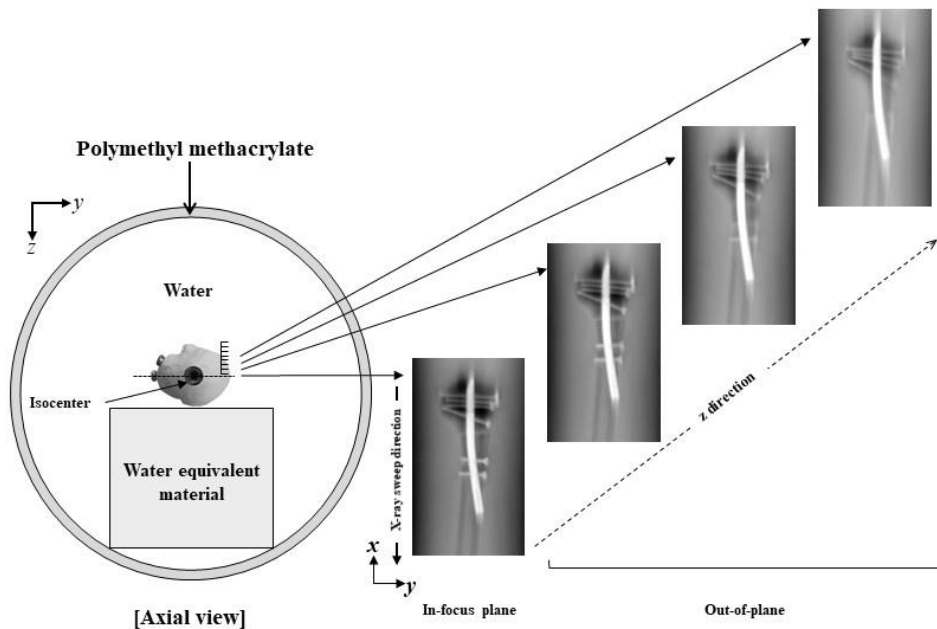 Polymethyl methacrylate
y
z
Water
Isocenter
Water equivalent
material
[Axial view]
X-ray sweep direction
x
y
In-focus plane
z direction
Out-of-plane